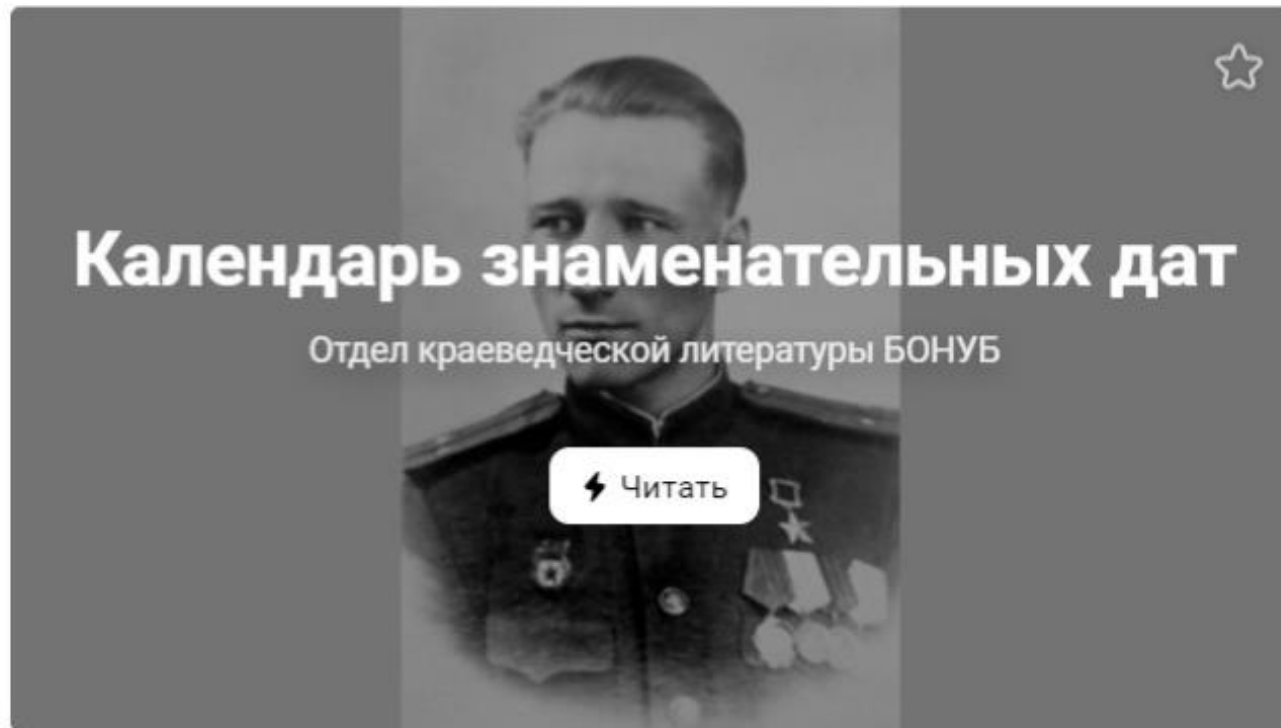 Календарь знаменательных дат
Отдел краеведческой литературы БОНУБ
Читать